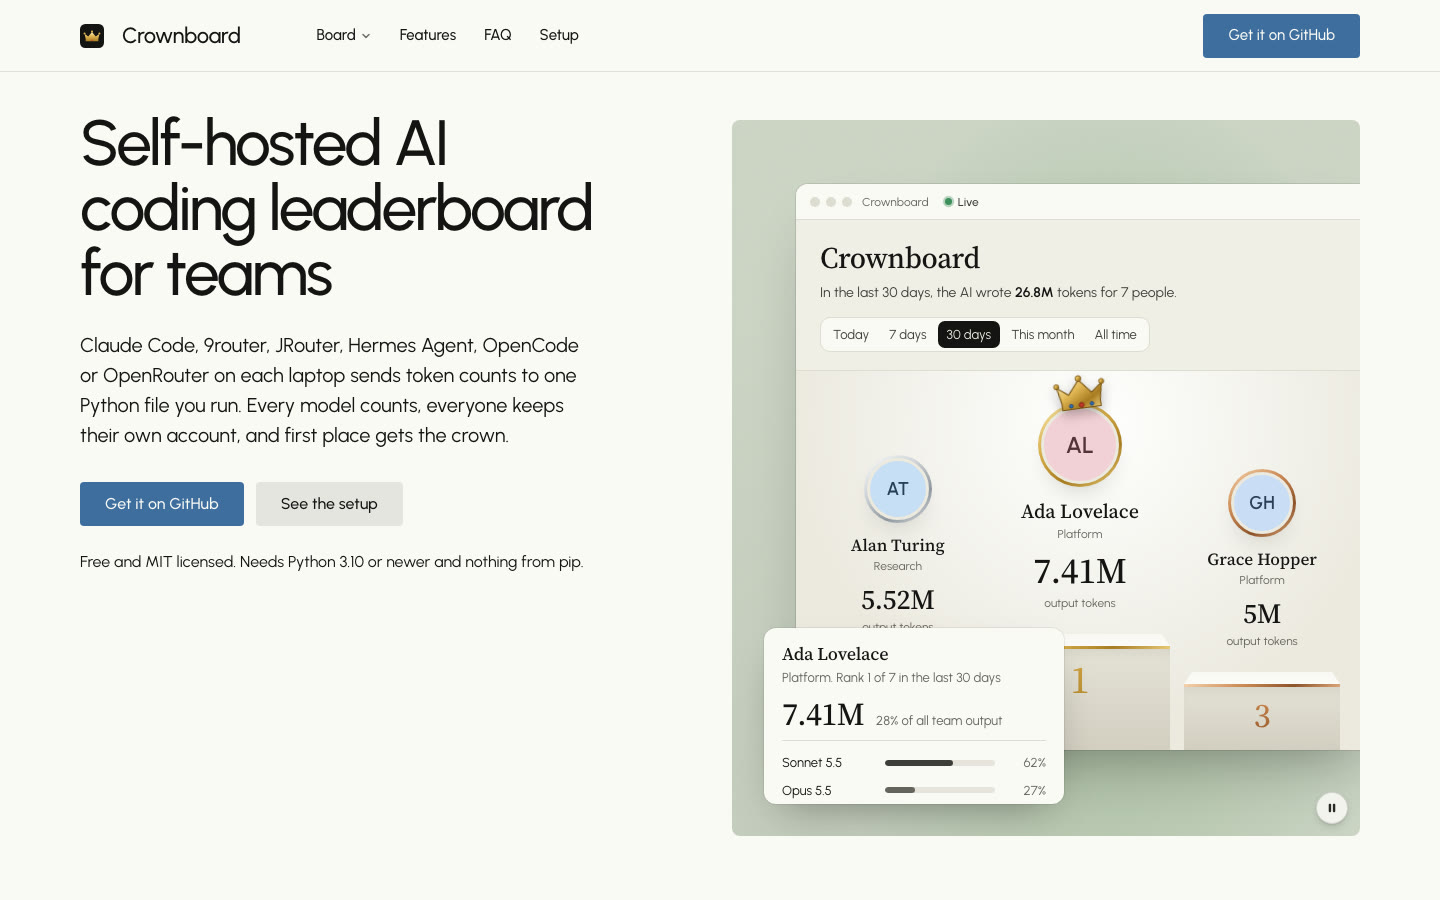 Crownboard
Board
Features
FAQ
Setup
Get it on GitHub
Self-hosted AI
coding leaderboard
for teams
Claude Code, 9router, JRouter, Hermes Agent, OpenCode
or OpenRouter on each laptop sends token counts to one
Python file you run. Every model counts, everyone keeps
their own account, and first place gets the crown.
Get it on GitHub
See the setup
Free and MIT licensed. Needs Python 3.10 or newer and nothing from pip.
Crownboard
Live
Crownboard
In the last 30 days, the AI wrote 26.8M tokens for 7 people.
Today
7 days
30 days
This month
All time
AT
Alan Turing
Research
5.52M
output tokens
AL
Ada Lovelace
Platform
7.41M
output tokens
1
GH
Grace Hopper
Platform
5M
output tokens
3
Ada Lovelace
Platform. Rank 1 of 7 in the last 30 days
7.41M 28% of all team output
Sonnet 5.5 62%
Opus 5.5 27%